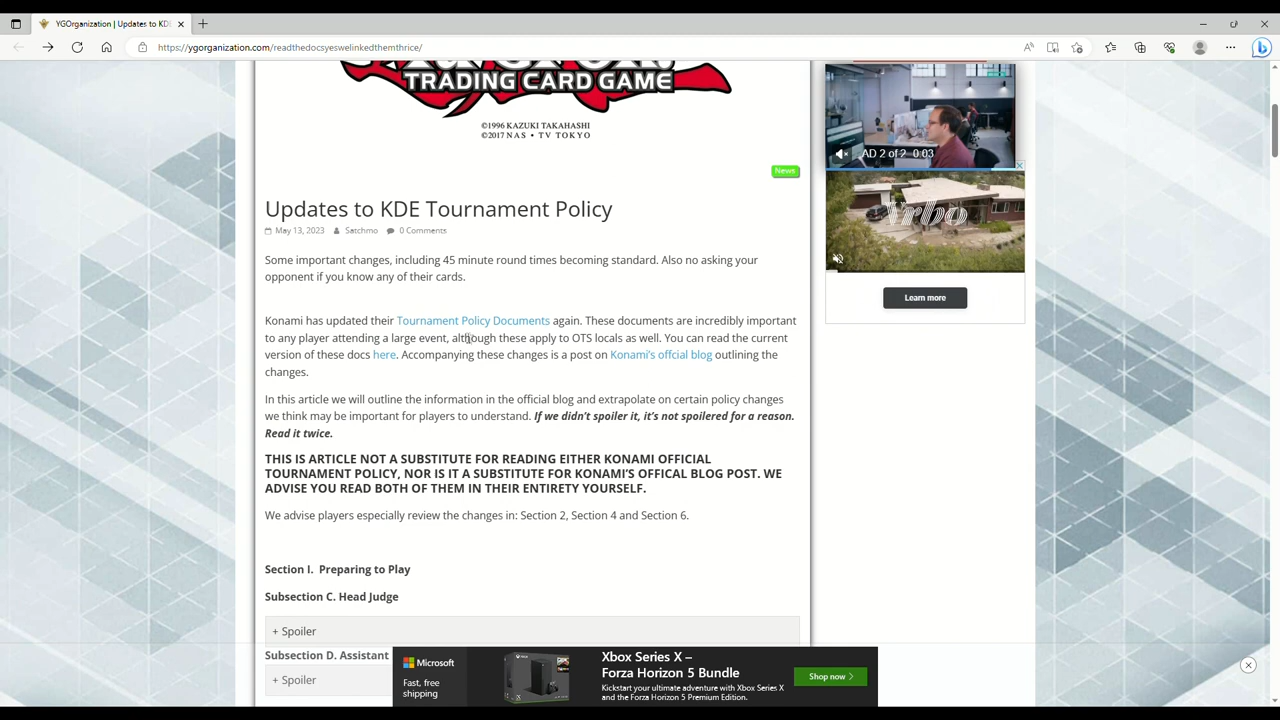 YGOrganization | Updates to KDE
https://ygorganization.com/readthedocsyeswelinkedthemthrice/
TRADING CARD GAME
©1996 KAZUKI TAKAHASHI
©2017 NAS • TV TOKYO
News
Updates to KDE Tournament Policy
May 13, 2023 Satchmo 0 Comments
Some important changes, including 45 minute round times becoming standard. Also no asking your
opponent if you know any of their cards.
Konami has updated their Tournament Policy Documents again. These documents are incredibly important
to any player attending a large event, although these apply to OTS locals as well. You can read the current
version of these docs here. Accompanying these changes is a post on Konami's offcial blog outlining the
changes.
In this article we will outline the information in the official blog and extrapolate on certain policy changes
we think may be important for players to understand. If we didn't spoiler it, it's not spoilered for a reason.
Read it twice.
THIS IS ARTICLE NOT A SUBSTITUTE FOR READING EITHER KONAMI OFFICIAL
TOURNAMENT POLICY, NOR IS IT A SUBSTITUTE FOR KONAMI'S OFFICAL BLOG POST. WE
ADVISE YOU READ BOTH OF THEM IN THEIR ENTIRETY YOURSELF.
We advise players especially review the changes in: Section 2, Section 4 and Section 6.
Section I. Preparing to Play
Subsection C. Head Judge
+ Spoiler
Subsection D. Assistant
+ Spoiler
AD 2 of 2 0:03
Vrbo
Learn more
Microsoft
Fast, free
shipping
XBOX
Xbox Series X –
Forza Horizon 5 Bundle
Kickstart your ultimate adventure with Xbox Series X
and the Forza Horizon 5 Premium Edition.
Shop now